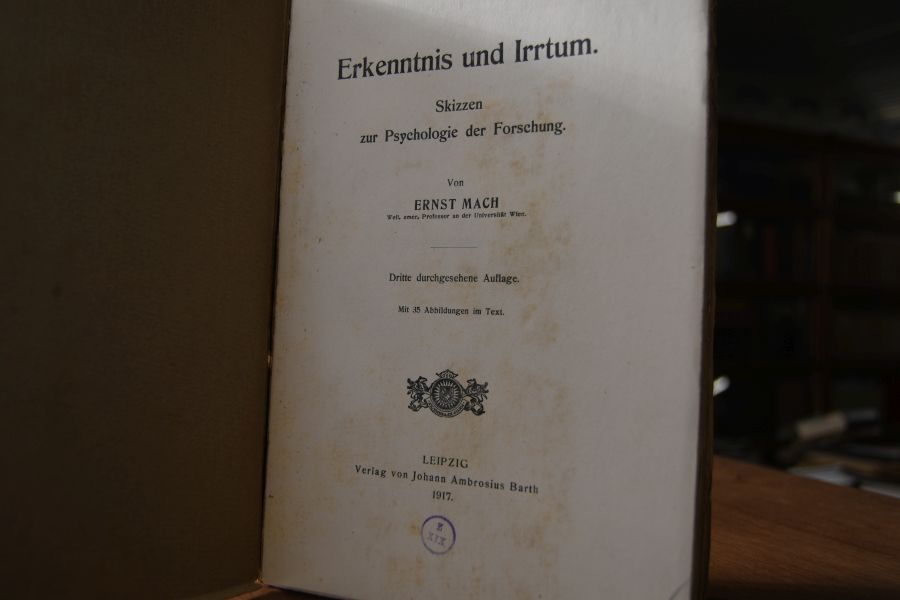 Erkenntnis und Irrtum.
Skizzen
zur Psychologie der Forschung.
Von
ERNST MACH
Weil. emer. Professor an der Universität Wien.
Dritte durchgesehene Auflage.
Mit 35 Abbildungen im Text.
LEIPZIG
Verlag von Johann Ambrosius Barth
1917.
XIX